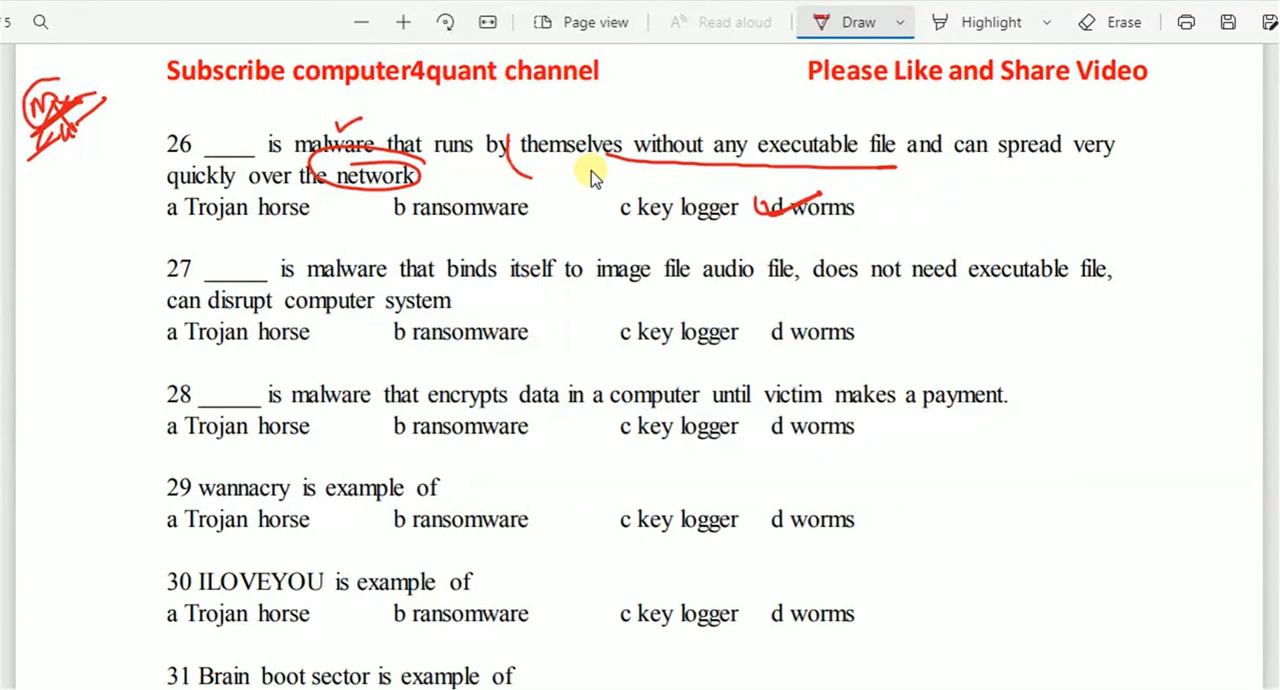 5
Page view
Read aloud
Draw
Highlight
Erase
Subscribe computer4quant channel
Please Like and Share Video
26 ____ is malware that runs by themselves without any executable file and can spread very
quickly over the network
a Trojan horse b ransomware c key logger d worms
27 _____ is malware that binds itself to image file audio file, does not need executable file,
can disrupt computer system
a Trojan horse b ransomware c key logger d worms
28 _____ is malware that encrypts data in a computer until victim makes a payment.
a Trojan horse b ransomware c key logger d worms
29 wannacry is example of
a Trojan horse b ransomware c key logger d worms
30 ILOVEYOU is example of
a Trojan horse b ransomware c key logger d worms
31 Brain boot sector is example of